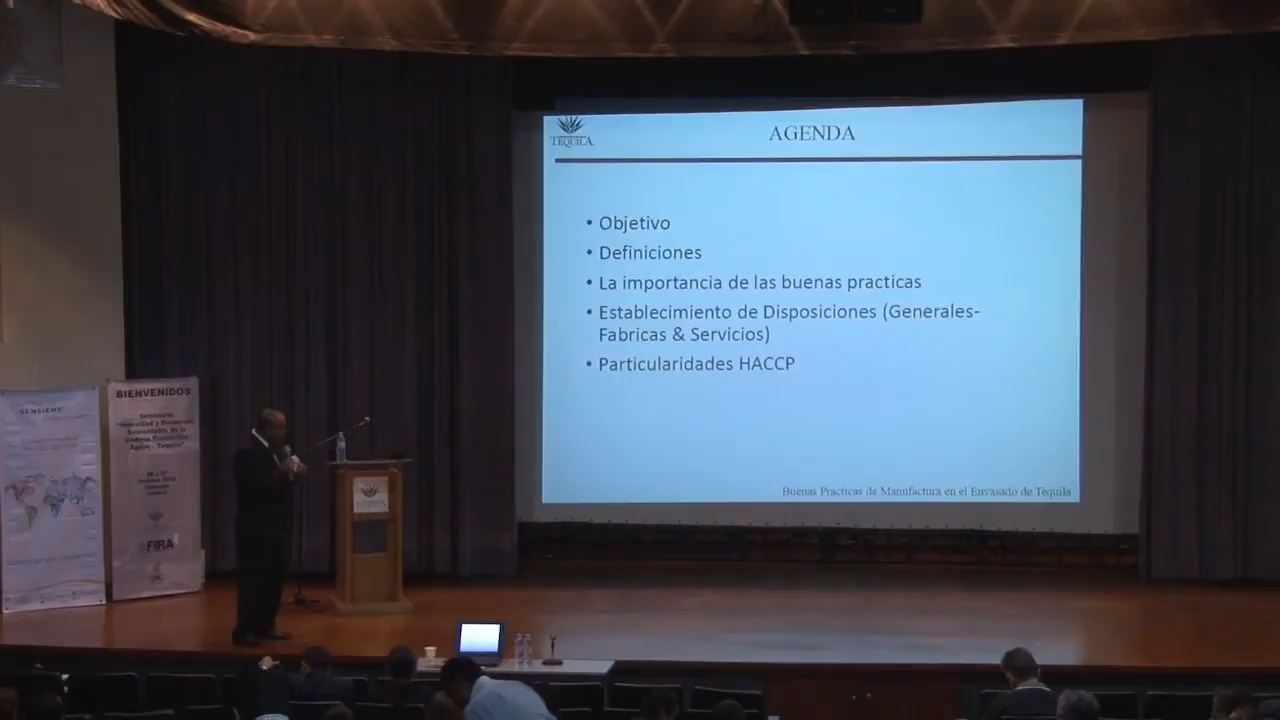 TEQUILA
AGENDA
• Objetivo
• Definiciones
• La importancia de las buenas practicas
• Establecimiento de Disposiciones (Generales-
Fabricas & Servicios)
• Particularidades HACCP
Buenas Practicas de Manufactura en el Envasado de Tequila
BIENVENIDOS
Seminario
FIRA